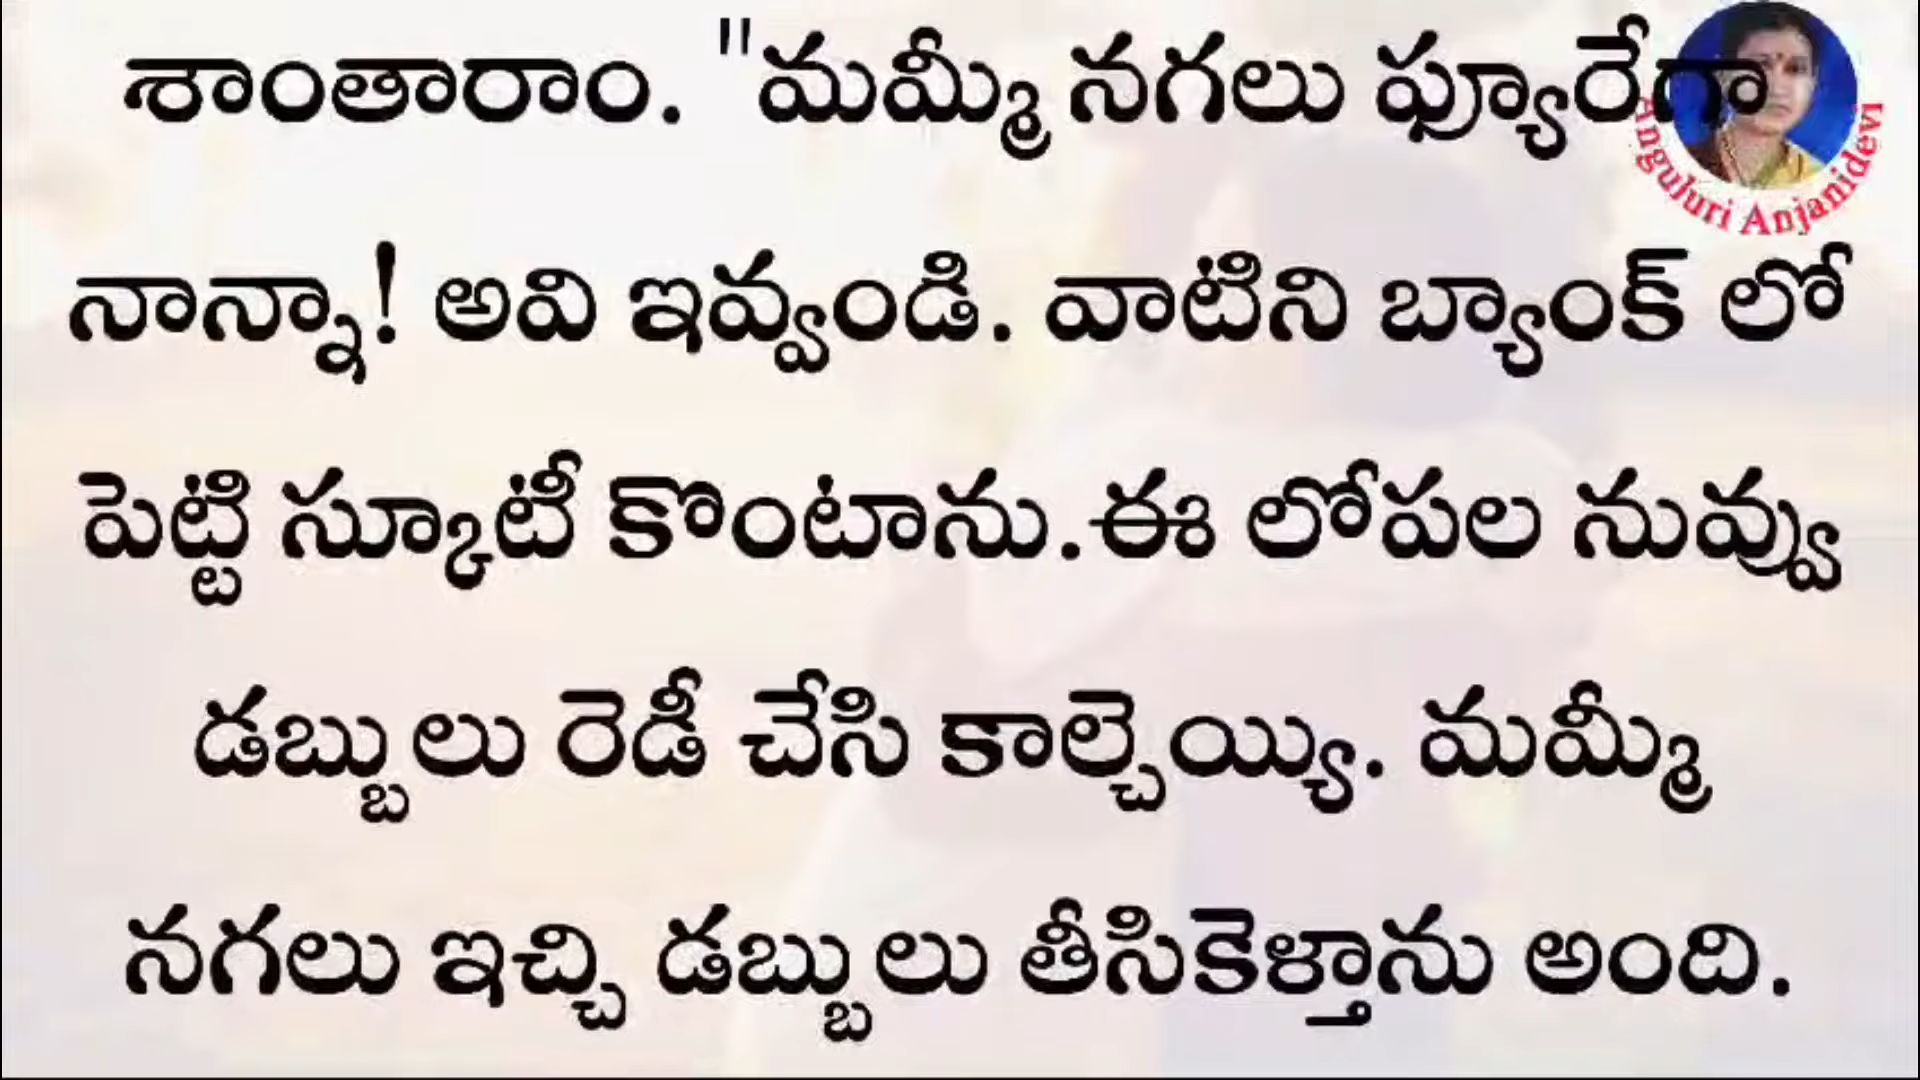 శాంతారాం. "మమ్మీ నగలు ఫ్యూరేగా
నాన్నా! అవి ఇవ్వండి. వాటిని బ్యాంక్ లో
పెట్టి స్కూటీ కొంటాను.ఈ లోపల నువ్వు
డబ్బులు రెడీ చేసి కాల్చెయ్యి. మమ్మీ
నగలు ఇచ్చి డబ్బులు తీసికెళ్తాను అంది.
Anguluri Anjanidevi